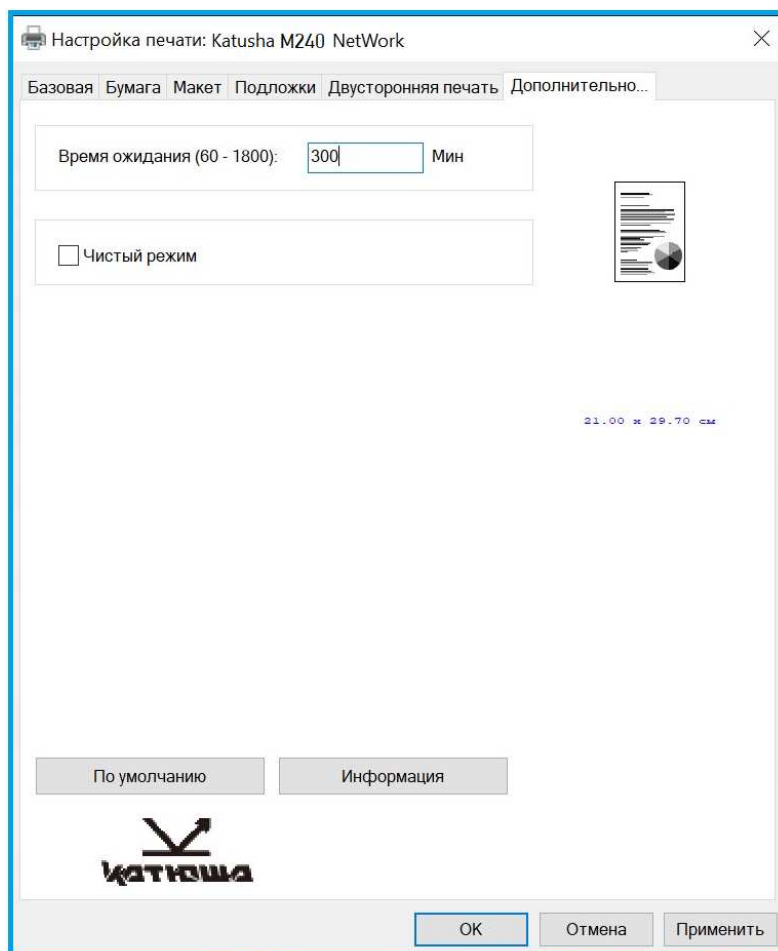 Настройка печати: Katusha M240 NetWork
Базовая Бумага Макет Подложки Двусторонняя печать Дополнительно...
Время ожидания (60 - 1800): 300 Мин
Чистый режим
21.00 x 29.70 см
По умолчанию Информация
катюша
OK Отмена Применить